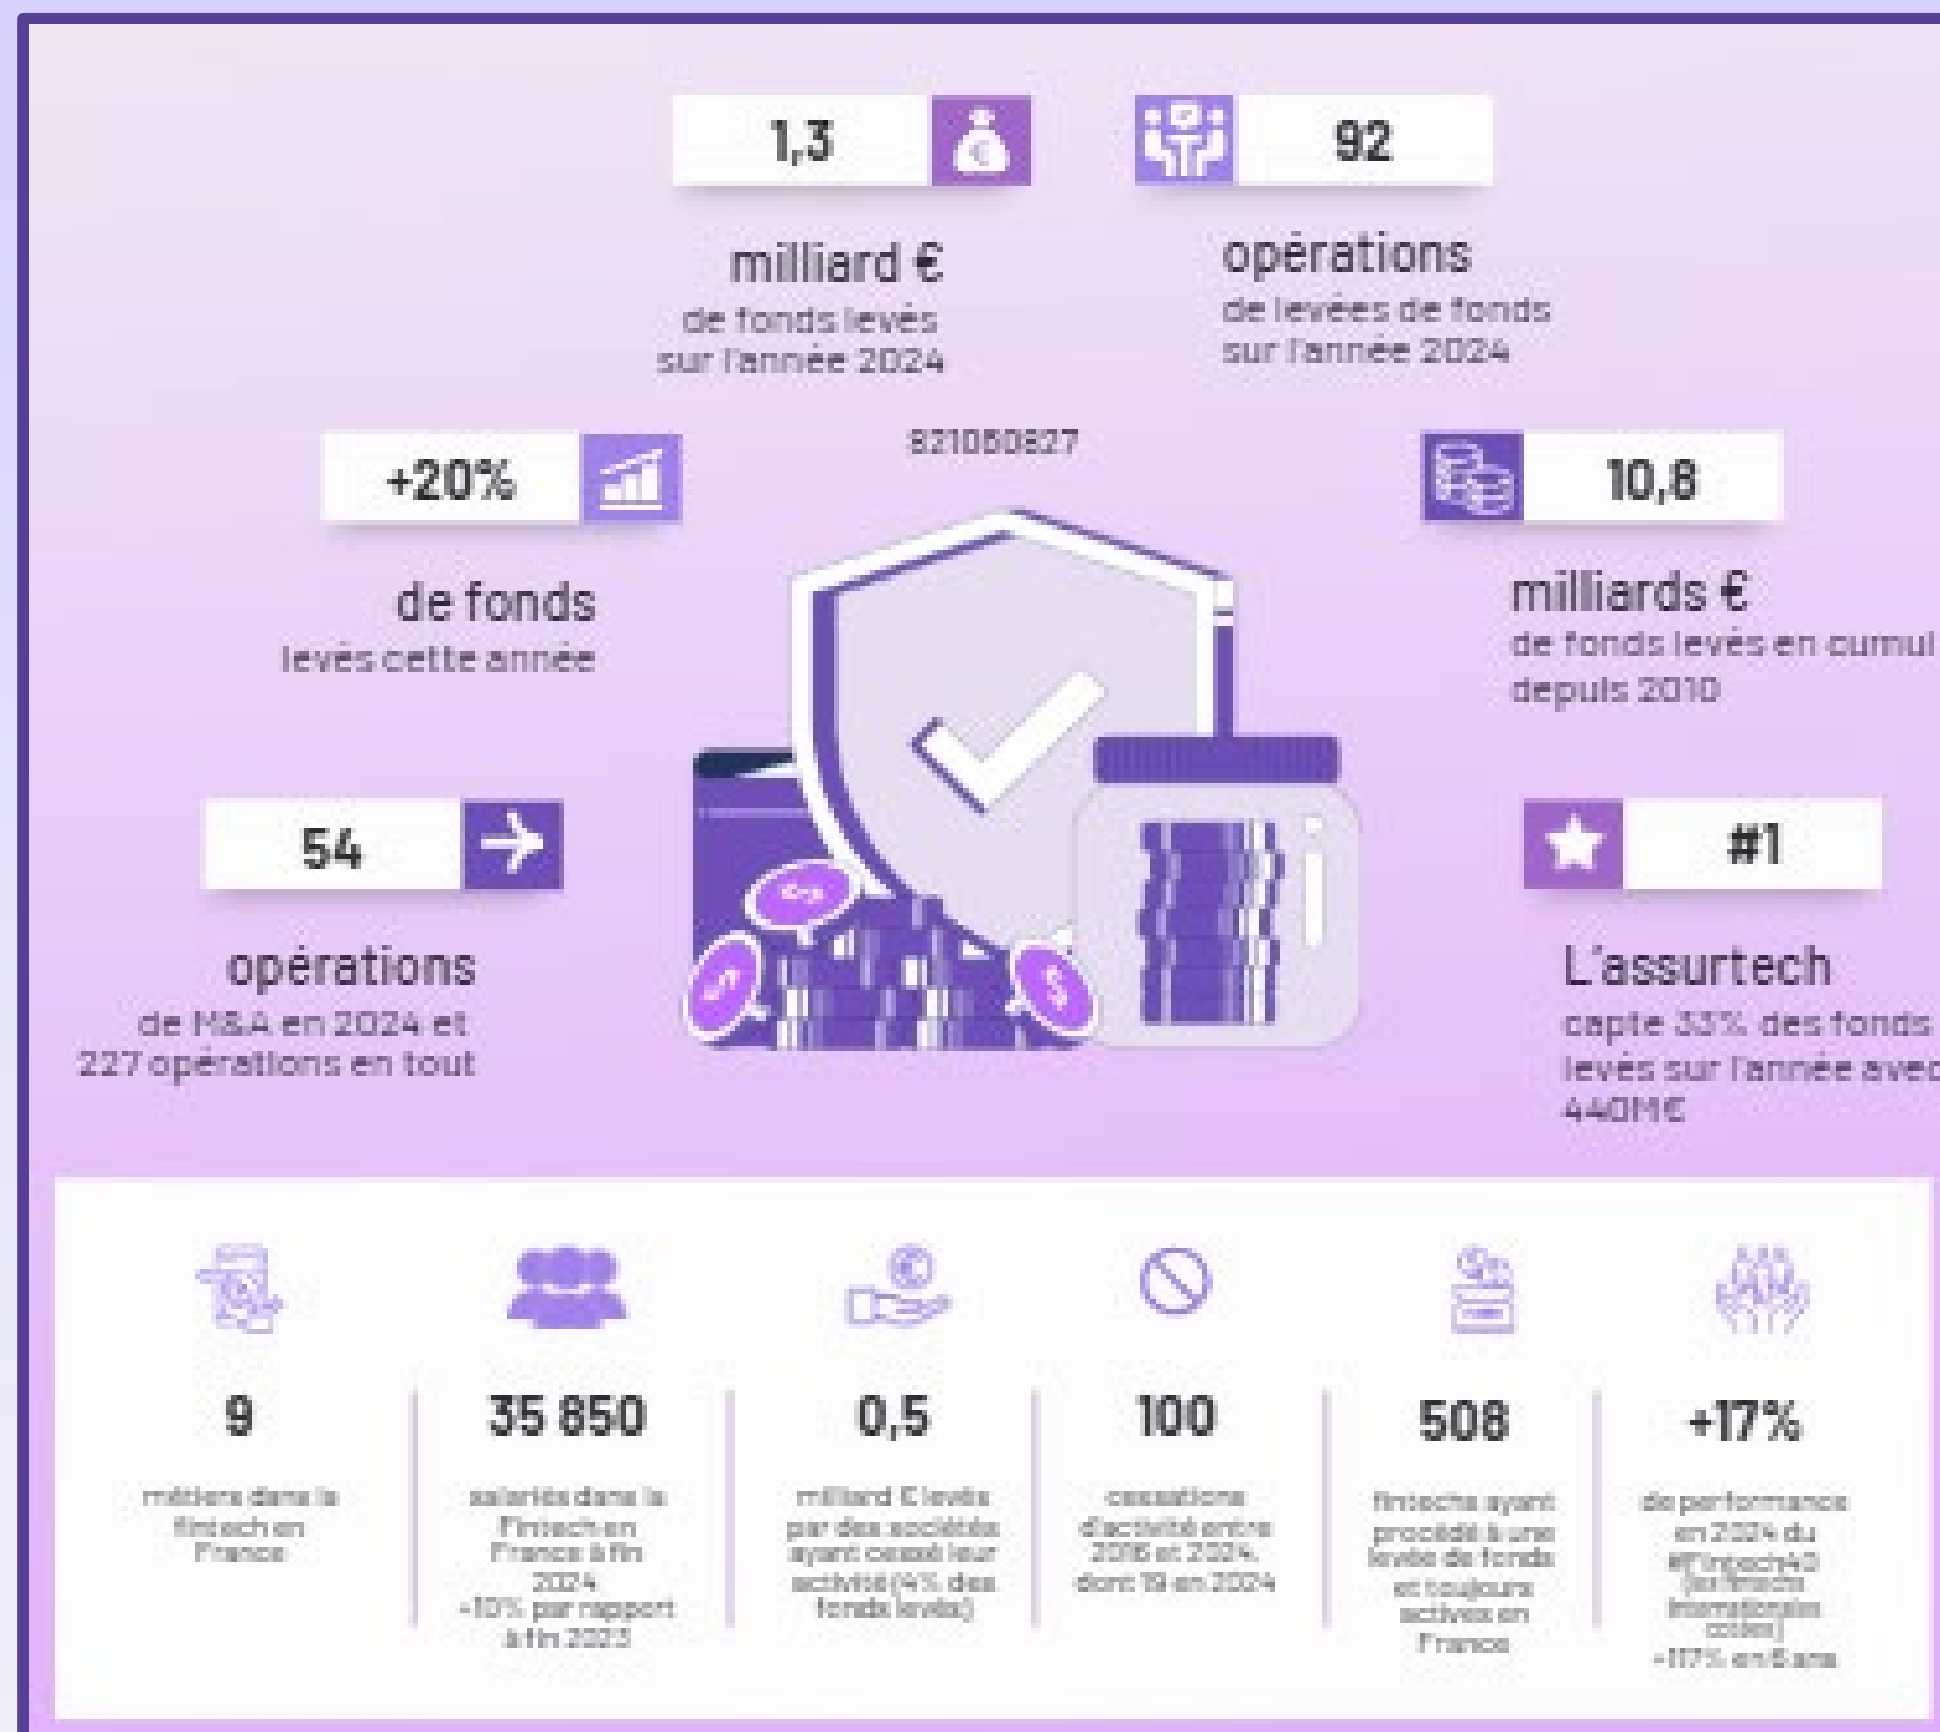 1,3
milliard €
de fonds levés
sur l'année 2024
92
opérations
de levées de fonds
sur l'année 2024
821050827
+20%
de fonds
levés cette année
10,8
milliards €
de fonds levés en cumul
depuis 2010
54
opérations
de M&A en 2024 et
227 opérations en tout
#1
L'assurtech
capte 33% des fonds
levés sur l'année avec
440M€
9
métiers dans la
fintech en
France
35 850
salariés dans la
Fintech en
France à fin
2024
+10% par rapport
à fin 2023
0,5
milliard € levés
par des sociétés
ayant cessé leur
activité (4% des
fonds levés)
100
cessations
d'activité entre
2016 et 2024,
dont 19 en 2024
508
fintechs ayant
procédé à une
levée de fonds
et toujours
actives en
France
+17%
de performance
en 2024 du
#Fintech40
internationales
+117% en 6 ans